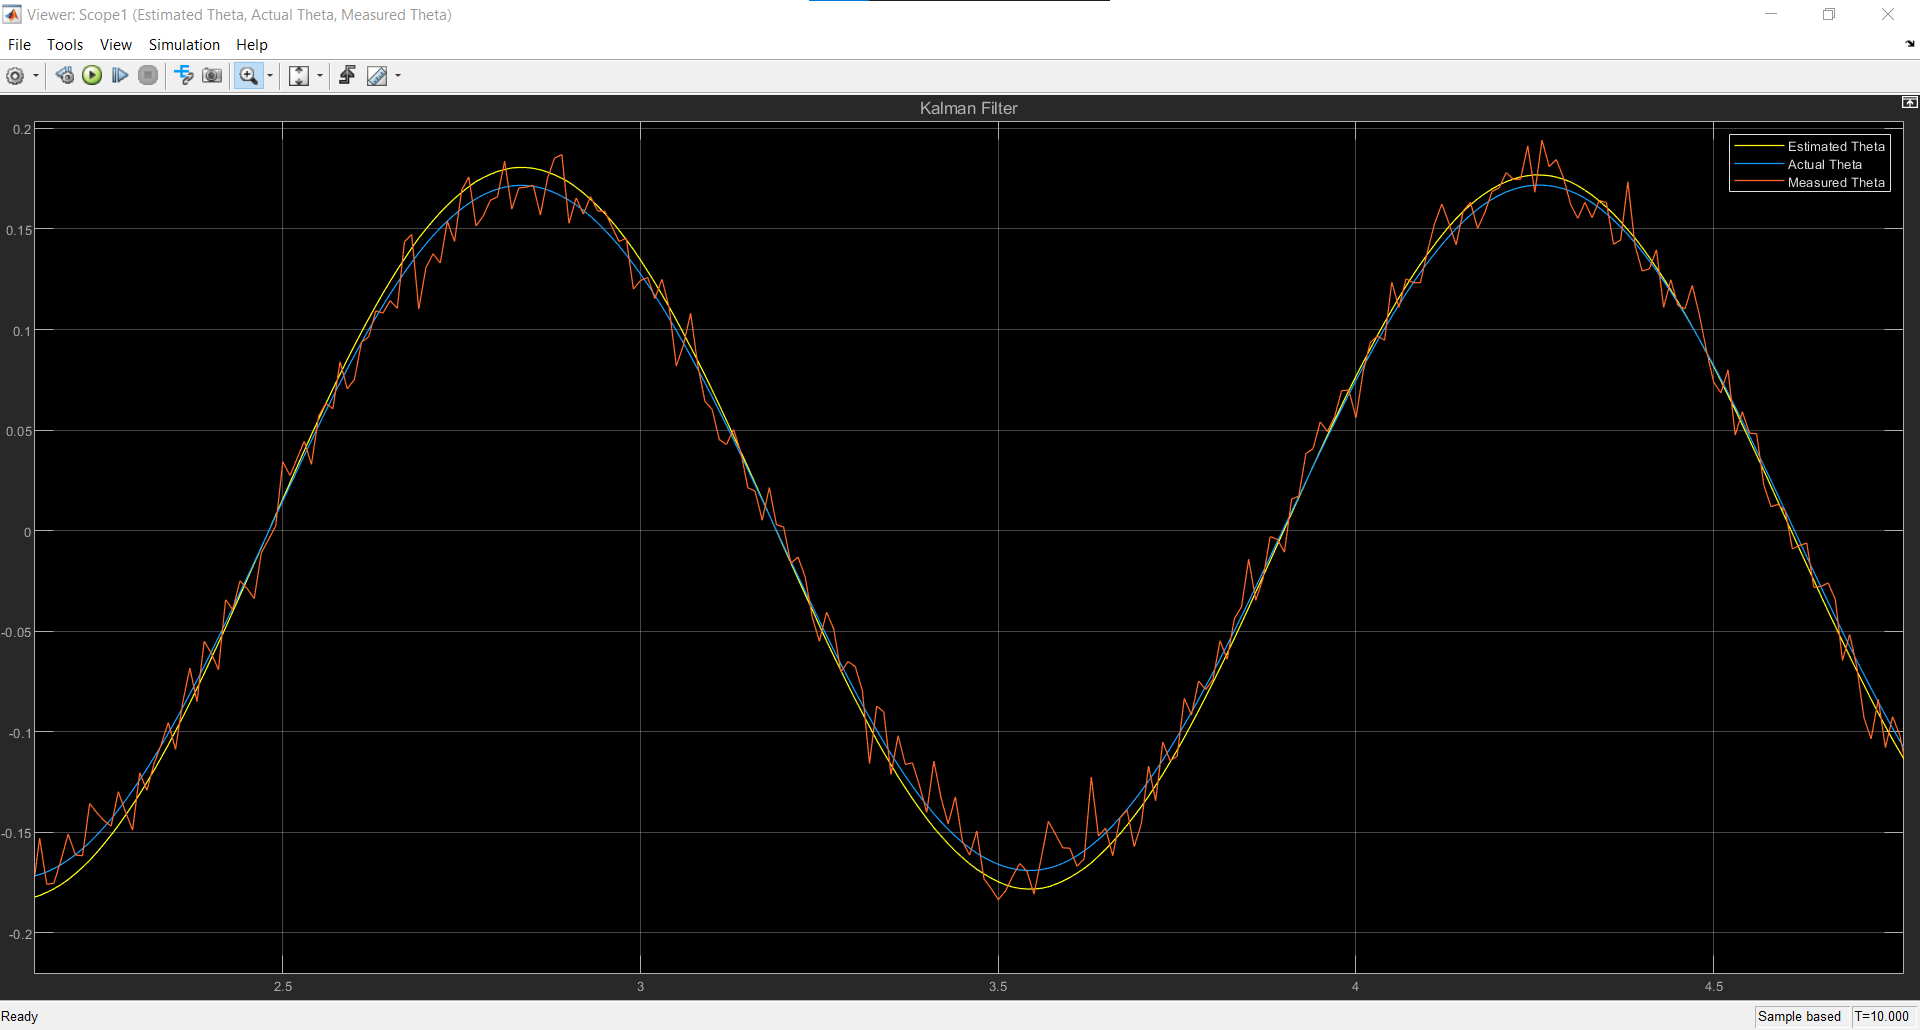 Viewer: Scope1 (Estimated Theta, Actual Theta, Measured Theta)
File Tools View Simulation Help
Kalman Filter
Estimated Theta
Actual Theta
Measured Theta
0.2
0.15
0.1
0.05
0
-0.05
-0.1
-0.15
-0.2
2.5 3 3.5 4 4.5
Ready Sample based T=10.000